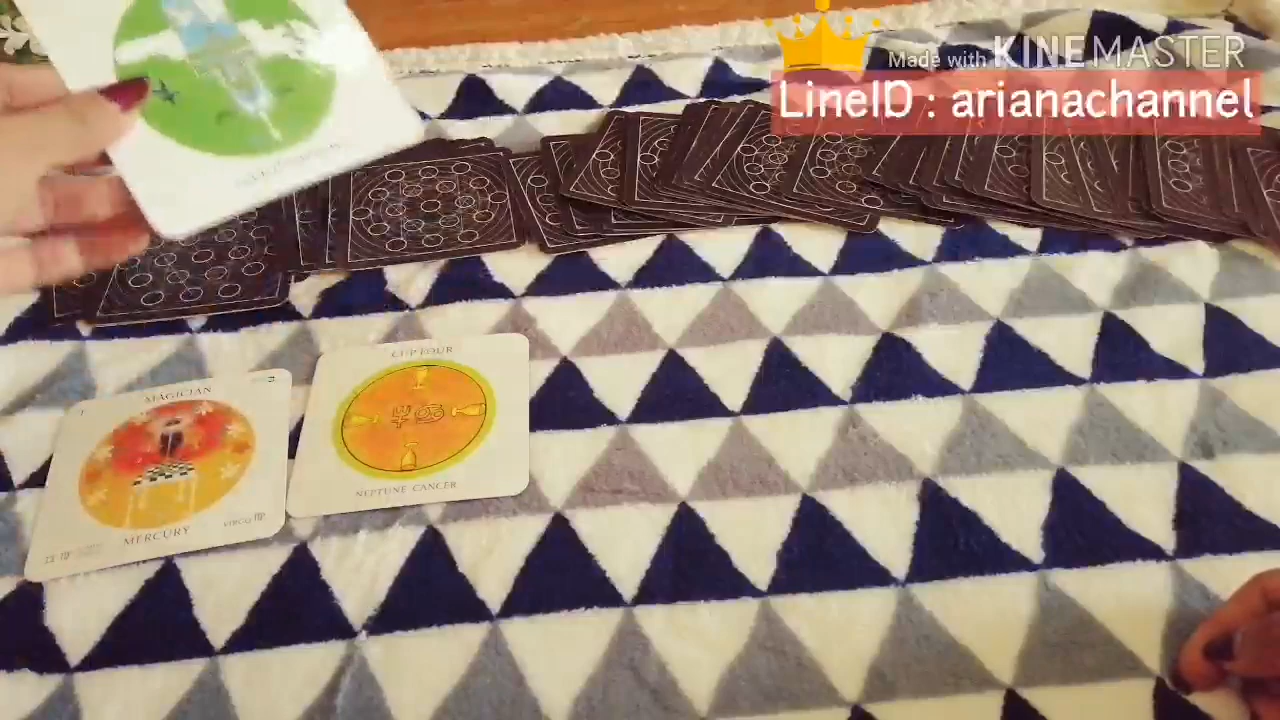 Made with KINEMASTER
LineID : arianachannel
CUP FOUR
NEPTUNE CANCER
I
MAGICIAN
MERCURY
VIRGO ♍